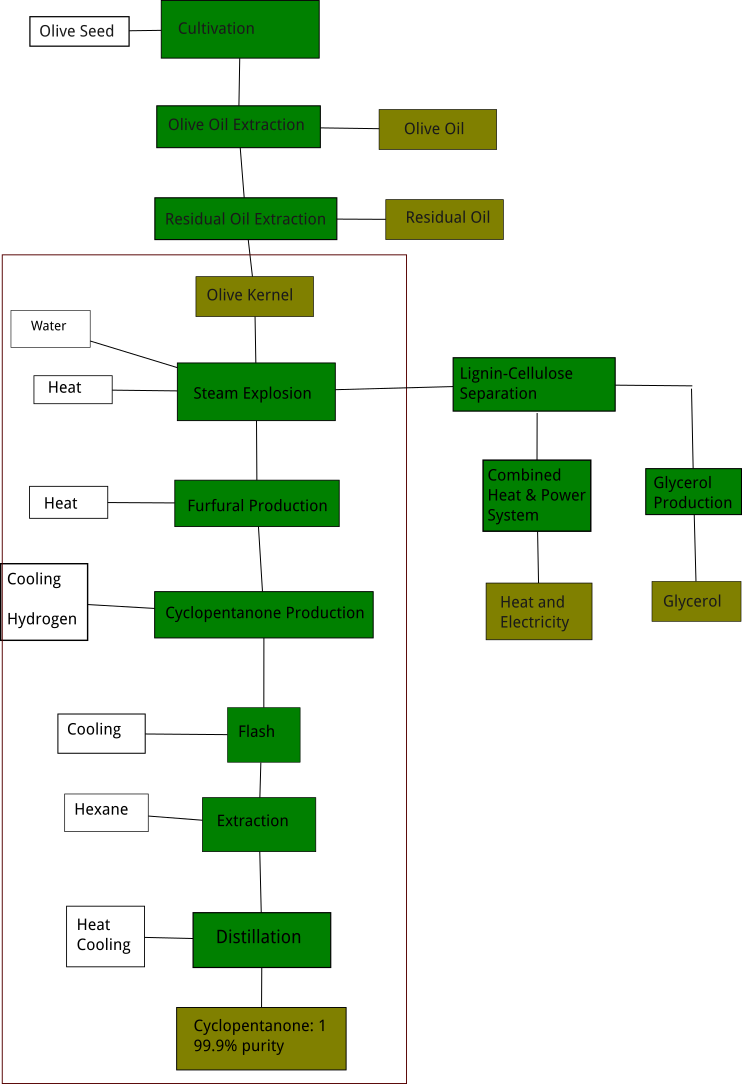 Olive Seed
Cultivation
Olive Oil Extraction
Olive Oil
Residual Oil Extraction
Residual Oil
Olive Kernel
Water
Heat
Steam Explosion
Lignin-Cellulose
Separation
Combined
Heat & Power
System
Glycerol
Production
Heat
Furfural Production
Cooling
Hydrogen
Cyclopentanone Production
Heat and
Electricity
Glycerol
Cooling
Flash
Hexane
Extraction
Heat
Cooling
Distillation
Cyclopentanone: 1
99.9% purity